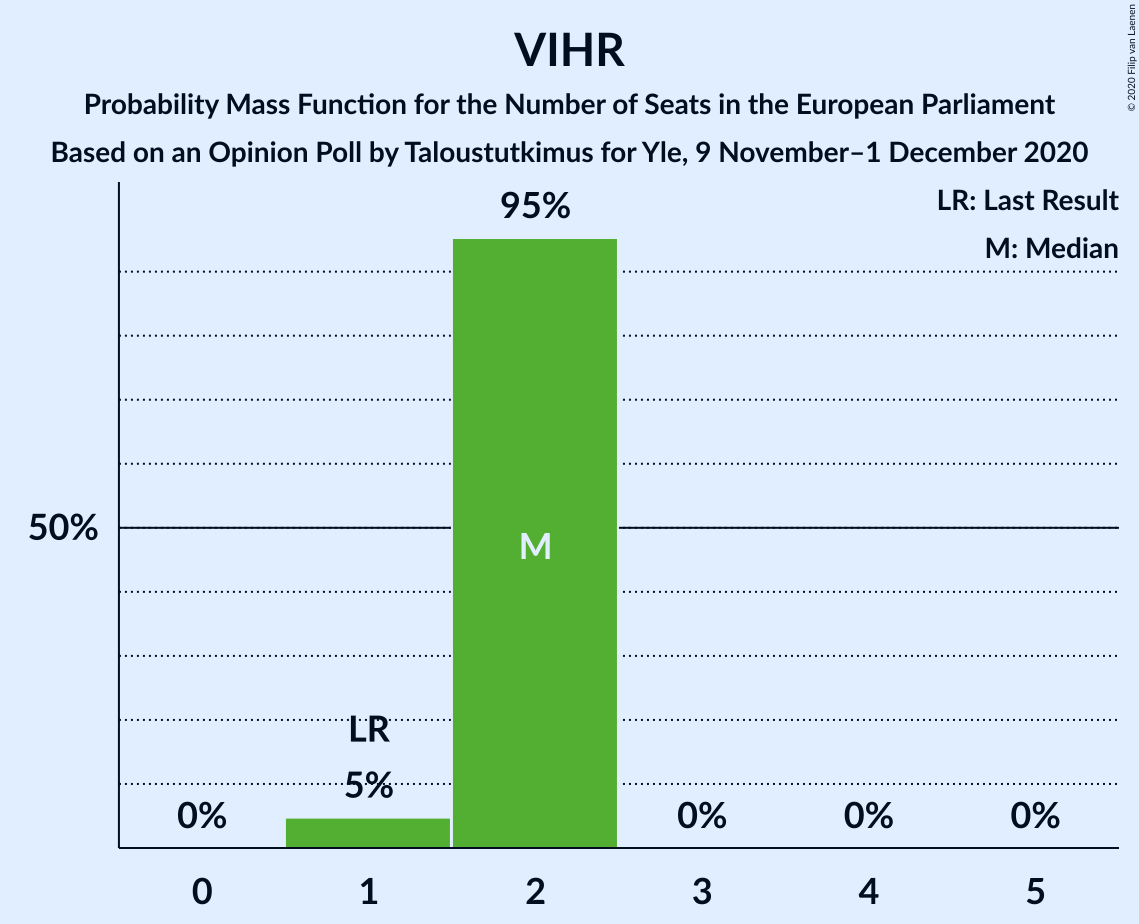 VIHR
Probability Mass Function for the Number of Seats in the European Parliament
Based on an Opinion Poll by Taloustutkimus for Yle, 9 November–1 December 2020
© 2020 Filip van Laenen
LR: Last Result
M: Median
95%
50%
M
LR
5%
0%
0%
0%
0%
0
1
2
3
4
5